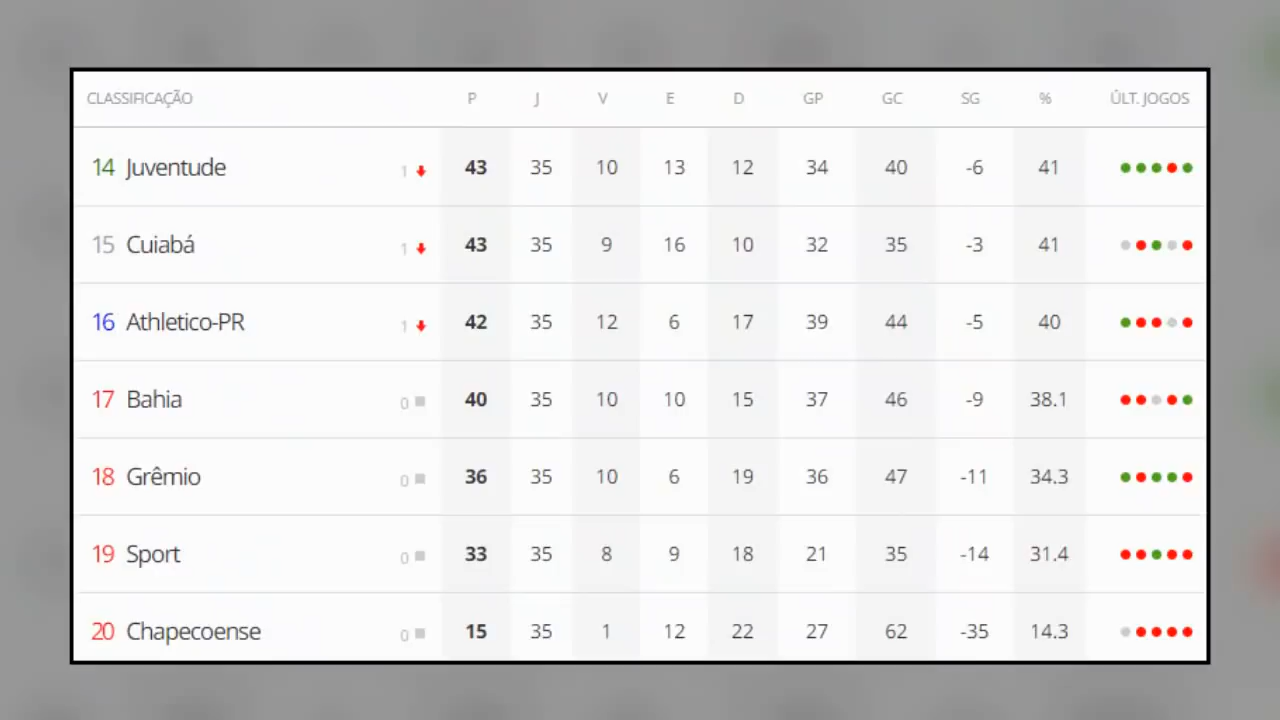 CLASSIFICAÇÃO P J V E D GP GC SG % ÚLT. JOGOS
14 Juventude 1 43 35 10 13 12 34 40 -6 41
15 Cuiabá 1 43 35 9 16 10 32 35 -3 41
16 Athletico-PR 1 42 35 12 6 17 39 44 -5 40
17 Bahia 0 40 35 10 10 15 37 46 -9 38.1
18 Grêmio 0 36 35 10 6 19 36 47 -11 34.3
19 Sport 0 33 35 8 9 18 21 35 -14 31.4
20 Chapecoense 0 15 35 1 12 22 27 62 -35 14.3